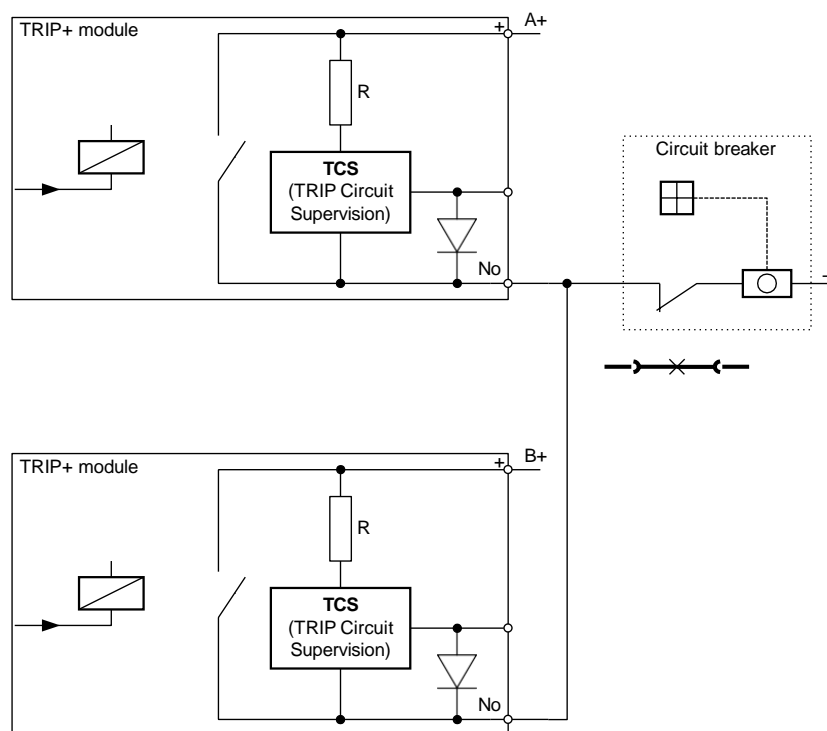 TRIP+ module
+
A+
R
TCS
(TRIP Circuit
Supervision)
No
Circuit breaker
-
TRIP+ module
+
B+
R
TCS
(TRIP Circuit
Supervision)
No